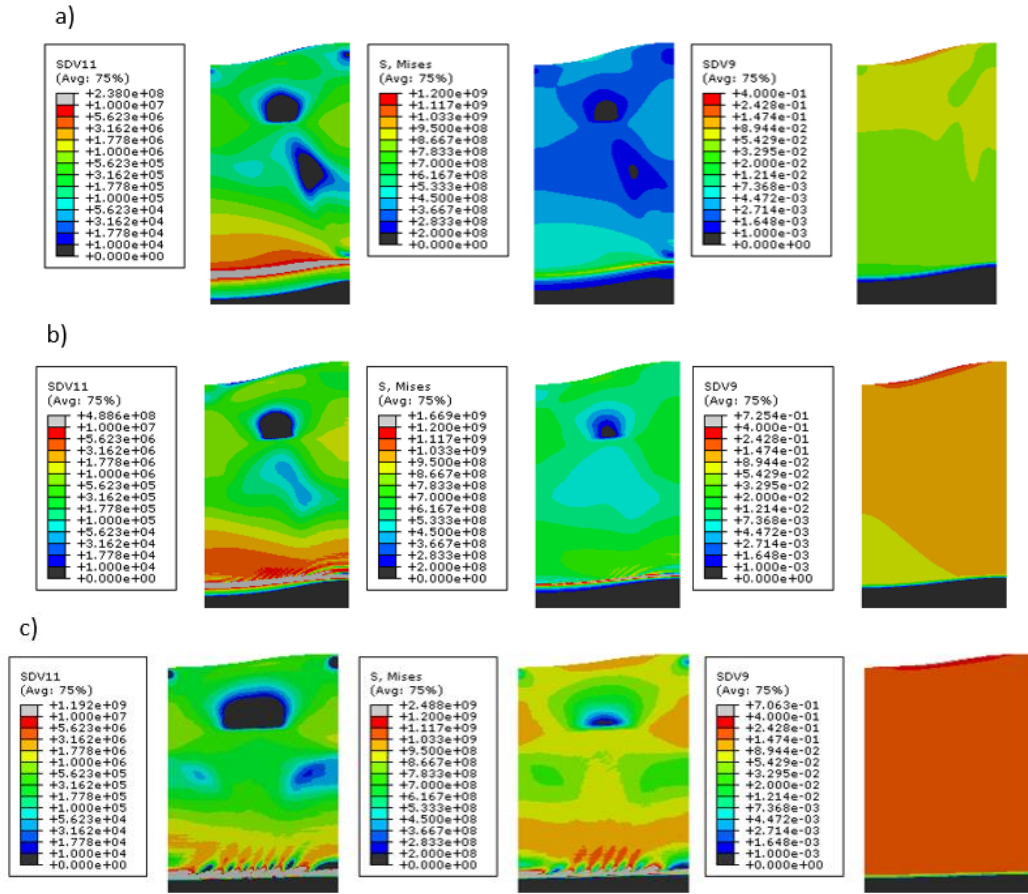 a)
SDV11
(Avg: 75%)
+2.380e+08
+1.000e+07
+5.623e+06
+3.162e+06
+1.778e+06
+1.000e+06
+5.623e+05
+3.162e+05
+1.778e+05
+1.000e+05
+5.623e+04
+3.162e+04
+1.778e+04
+1.000e+04
+0.000e+00
S, Mises
(Avg: 75%)
+1.200e+09
+1.117e+09
+1.033e+09
+9.500e+08
+8.667e+08
+7.833e+08
+7.000e+08
+6.167e+08
+5.333e+08
+4.500e+08
+3.667e+08
+2.833e+08
+2.000e+08
+0.000e+00
SDV9
(Avg: 75%)
+4.000e-01
+2.428e-01
+1.474e-01
+8.944e-02
+5.429e-02
+3.295e-02
+2.000e-02
+1.214e-02
+7.368e-03
+4.472e-03
+2.714e-03
+1.648e-03
+1.000e-03
+0.000e+00
b)
SDV11
(Avg: 75%)
+4.886e+08
+1.000e+07
+5.623e+06
+3.162e+06
+1.778e+06
+1.000e+06
+5.623e+05
+3.162e+05
+1.778e+05
+1.000e+05
+5.623e+04
+3.162e+04
+1.778e+04
+1.000e+04
+0.000e+00
S, Mises
(Avg: 75%)
+1.669e+09
+1.200e+09
+1.117e+09
+1.033e+09
+9.500e+08
+8.667e+08
+7.833e+08
+7.000e+08
+6.167e+08
+5.333e+08
+4.500e+08
+3.667e+08
+2.833e+08
+2.000e+08
+0.000e+00
SDV9
(Avg: 75%)
+7.254e-01
+4.000e-01
+2.428e-01
+1.474e-01
+8.944e-02
+5.429e-02
+3.295e-02
+2.000e-02
+1.214e-02
+7.368e-03
+4.472e-03
+2.714e-03
+1.648e-03
+1.000e-03
+0.000e+00
c)
SDV11
(Avg: 75%)
+1.192e+09
+1.000e+07
+5.623e+06
+3.162e+06
+1.778e+06
+1.000e+06
+5.623e+05
+3.162e+05
+1.778e+05
+1.000e+05
+5.623e+04
+3.162e+04
+1.778e+04
+1.000e+04
+0.000e+00
S, Mises
(Avg: 75%)
+2.488e+09
+1.200e+09
+1.117e+09
+1.033e+09
+9.500e+08
+8.667e+08
+7.833e+08
+7.000e+08
+6.167e+08
+5.333e+08
+4.500e+08
+3.667e+08
+2.833e+08
+2.000e+08
+0.000e+00
SDV9
(Avg: 75%)
+7.063e-01
+4.000e-01
+2.428e-01
+1.474e-01
+8.944e-02
+5.429e-02
+3.295e-02
+2.000e-02
+1.214e-02
+7.368e-03
+4.472e-03
+2.714e-03
+1.648e-03
+1.000e-03
+0.000e+00